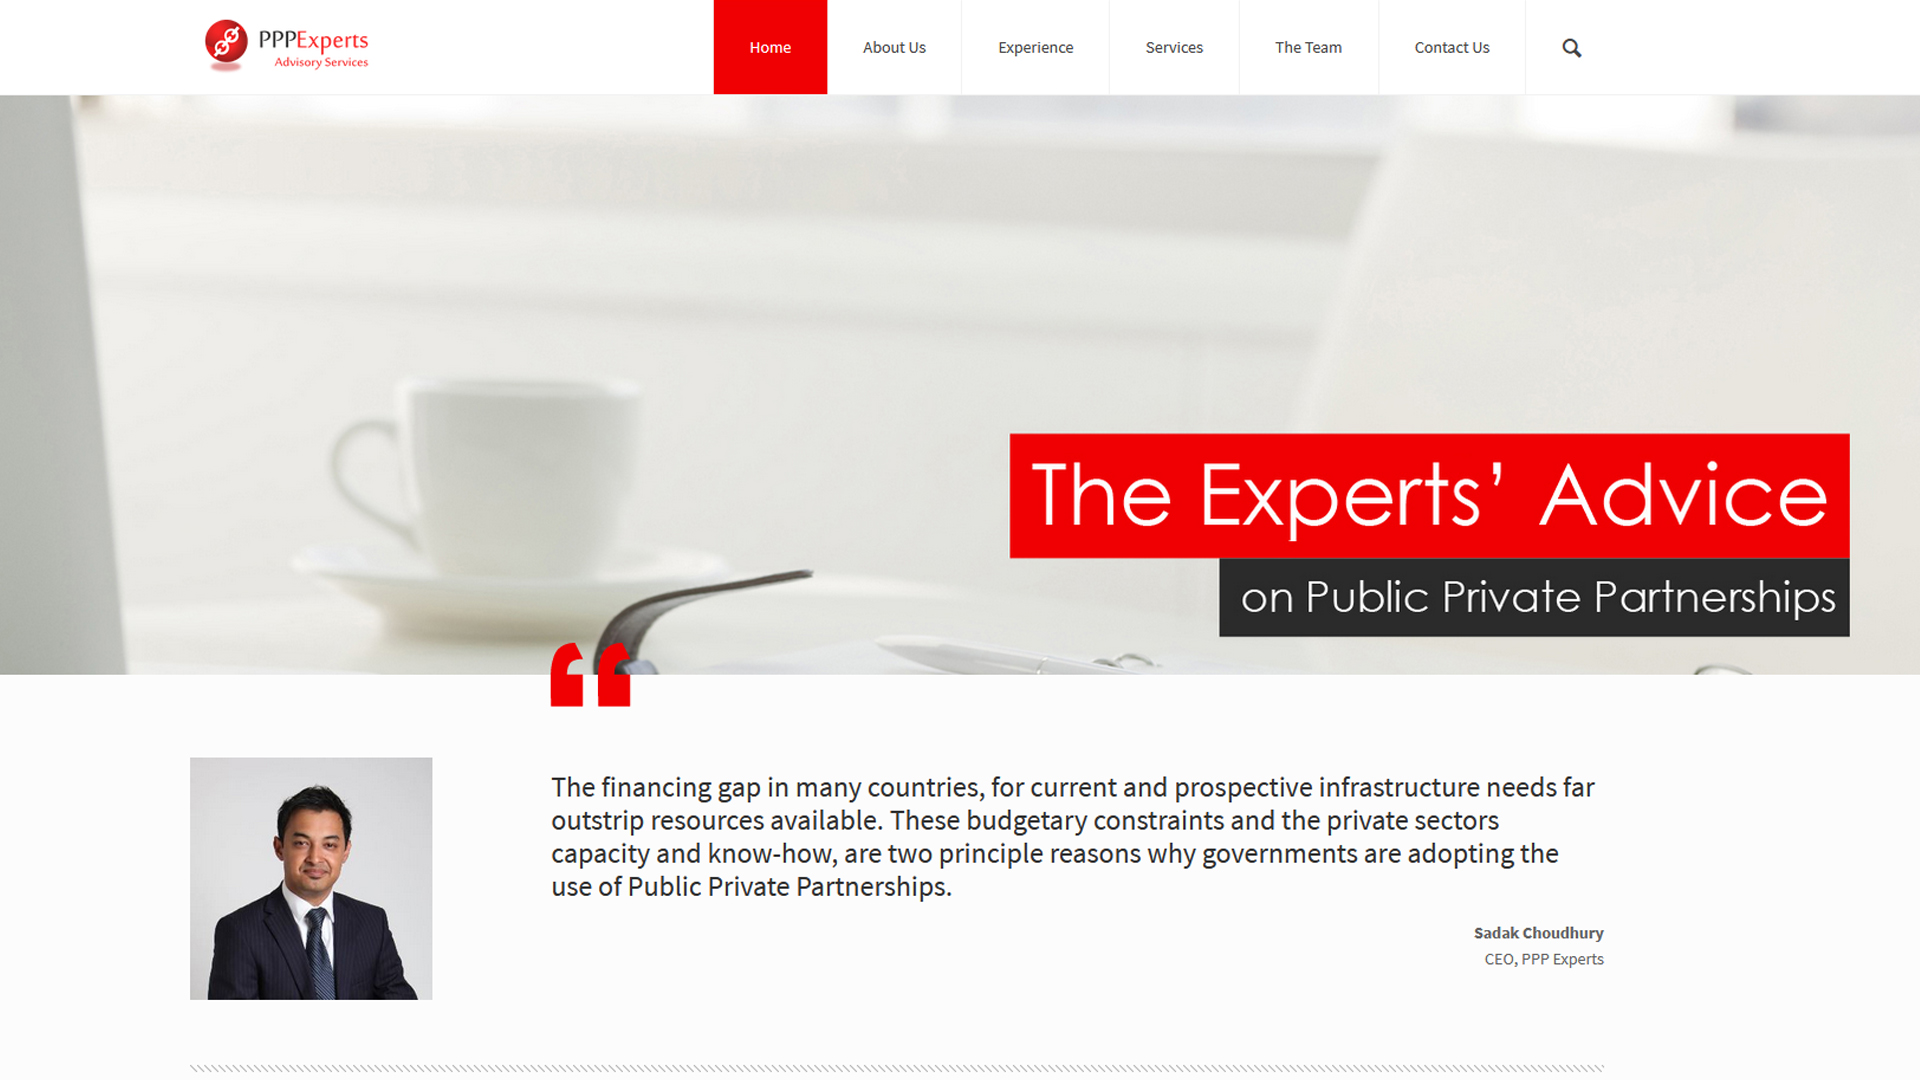 PPPExperts
Advisory Services
Home
About Us
Experience
Services
The Team
Contact Us
The Experts’ Advice
on Public Private Partnerships
“
The financing gap in many countries, for current and prospective infrastructure needs far
outstrip resources available. These budgetary constraints and the private sectors
capacity and know-how, are two principle reasons why governments are adopting the
use of Public Private Partnerships.
Sadak Choudhury
CEO, PPP Experts